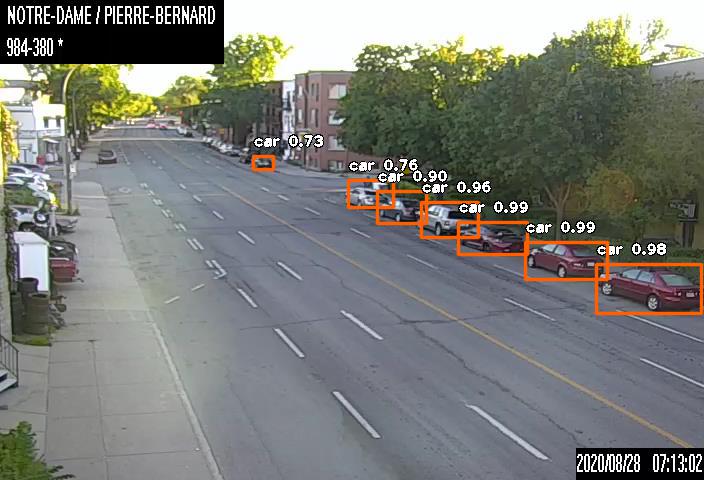 NOTRE-DAME / PIERRE-BERNARD
984-380 *
car 0.73
car 0.76
car 0.90
car 0.96
car 0.99
car 0.99
car 0.98
2020/08/28 07:13:02